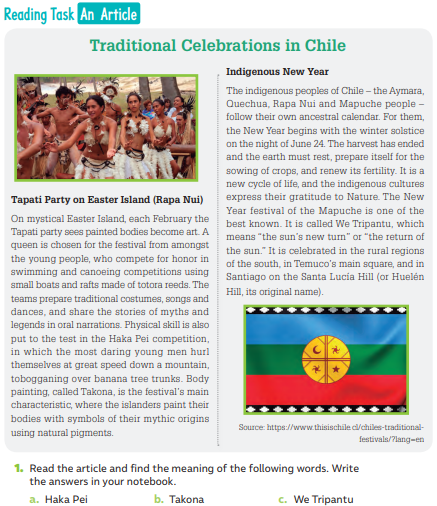 Reading Task An Article
Traditional Celebrations in Chile
Tapati Party on Easter Island (Rapa Nui)
On mystical Easter Island, each February the
Tapati party sees painted bodies become art. A
queen is chosen for the festival from amongst
the young people, who compete for honor in
swimming and canoeing competitions using
small boats and rafts made of totora reeds. The
teams prepare traditional costumes, songs and
dances, and share the stories of myths and
legends in oral narrations. Physical skill is also
put to the test in the Haka Pei competition,
in which the most daring young men hurl
themselves at great speed down a mountain,
tobogganing over banana tree trunks. Body
painting, called Takona, is the festival's main
characteristic, where the islanders paint their
bodies with symbols of their mythic origins
using natural pigments.
Indigenous New Year
The indigenous peoples of Chile – the Aymara,
Quechua, Rapa Nui and Mapuche people –
follow their own ancestral calendar. For them,
the New Year begins with the winter solstice
on the night of June 24. The harvest has ended
and the earth must rest, prepare itself for the
sowing of crops, and renew its fertility. It is a
new cycle of life, and the indigenous cultures
express their gratitude to Nature. The New
Year festival of the Mapuche is one of the
best known. It is called We Tripantu, which
means "the sun's new turn" or "the return of
the sun." It is celebrated in the rural regions
of the south, in Temuco's main square, and in
Santiago on the Santa Lucía Hill (or Huelén
Hill, its original name).
Source: https://www.thisischile.cl/chiles-traditional-
festivals/?lang=en
1. Read the article and find the meaning of the following words. Write
the answers in your notebook.
a. Haka Pei b. Takona c. We Tripantu